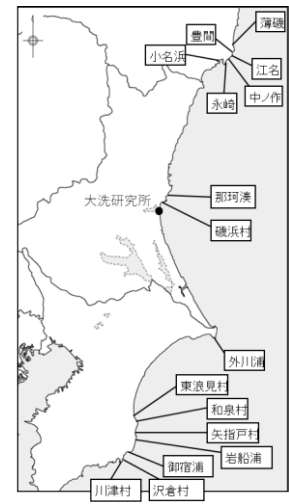 薄磯
豊間
小名浜
江名
中ノ作
永崎
那珂湊
大洗研究所
磯浜村
外川浦
東浪見村
和泉村
矢指戸村
岩船浦
御宿浦
川津村
沢倉村